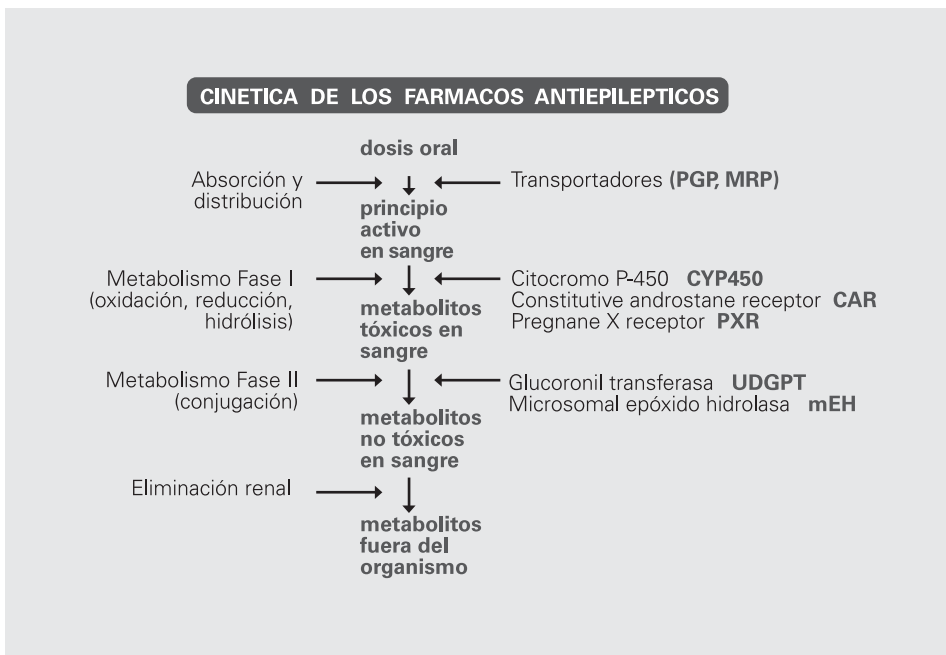 CINETICA DE LOS FARMACOS ANTIEPILEPTICOS
dosis oral
Absorción y
distribución
Transportadores (PGP, MRP)
principio
activo
en sangre
Metabolismo Fase I
(oxidación, reducción,
hidrólisis)
Citocromo P-450 CYP450
Constitutive androstane receptor CAR
Pregnane X receptor PXR
metabolitos
tóxicos en
sangre
Metabolismo Fase II
(conjugación)
Glucoronil transferasa UDGPT
Microsomal epóxido hidrolasa mEH
metabolitos
no tóxicos
en sangre
Eliminación renal
metabolitos
fuera del
organismo